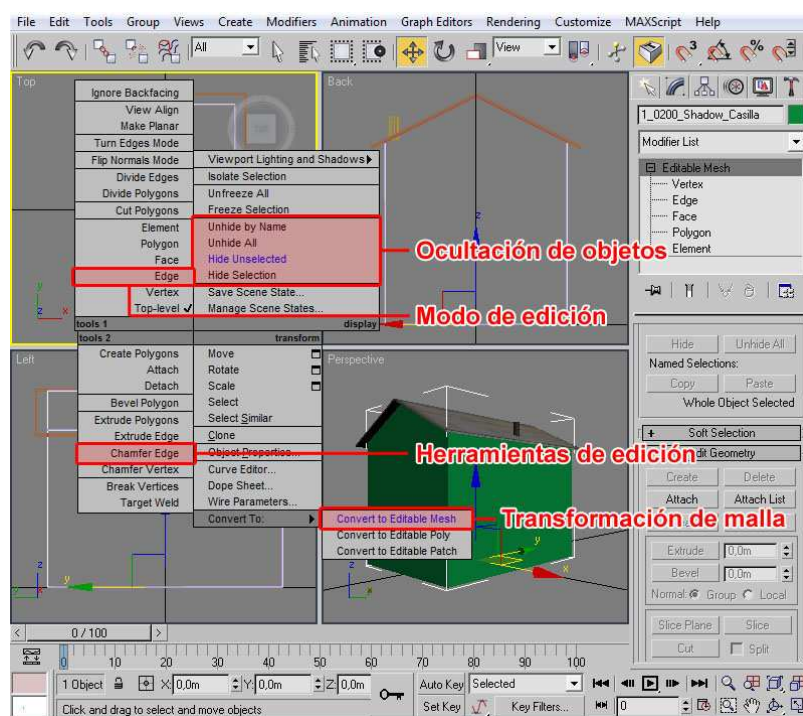 File Edit Tools Group Views Create Modifiers Animation Graph Editors Rendering Customize MAXScript Help
All
View
3
%
Top
Back
Ignore Backfacing
View Align
Make Planar
Turn Edges Mode
Flip Normals Mode
Divide Edges
Divide Polygons
Cut Polygons
Element
Polygon
Face
Edge
Vertex
Top-level
tools 1
Viewport Lighting and Shadows
Isolate Selection
Unfreeze All
Freeze Selection
Unhide by Name
Unhide All
Hide Unselected
Hide Selection
Save Scene State...
Manage Scene States...
display
Ocultación de objetos
Modo de edición
tools 2
Create Polygons
Attach
Detach
Bevel Polygon
Extrude Polygons
Extrude Edge
Chamfer Edge
Chamfer Vertex
Break Vertices
Target Weld
transform
Move
Rotate
Scale
Select
Select Similar
Clone
Object Properties...
Curve Editor...
Dope Sheet...
Wire Parameters...
Convert To:
Convert to Editable Mesh
Convert to Editable Poly
Convert to Editable Patch
Herramientas de edición
Transformación de malla
Left
Perspective
z
y
x
z
z
y
z
y
x
z
x
1_0200_Shadow_Casilla
Modifier List
Editable Mesh
Vertex
Edge
Face
Polygon
Element
Hide
Unhide All
Named Selections:
Copy
Paste
Whole Object Selected
+ Soft Selection
Geometry
Create
Delete
Attach
Attach List
Extrude 0,0m
Bevel 0,0m
Normal: Group Local
Slice Plane
Slice
Cut
Split
< 0 / 100 >
0 10 20 30 40 50 60 70 80 90 100
1 Object X: 0,0m Y: 0,0m Z: 0,0m
Auto Key Selected
Click and drag to select and move objects
Set Key Key Filters... 0